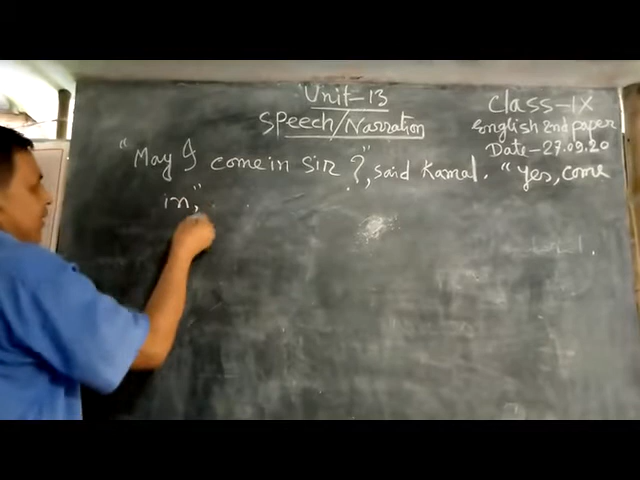 Unit-13
Speech/Narration
Class-IX
English 2nd paper
Date-27.09.20
"May I come in Sir ?", said Kamal. "Yes, come
in,"